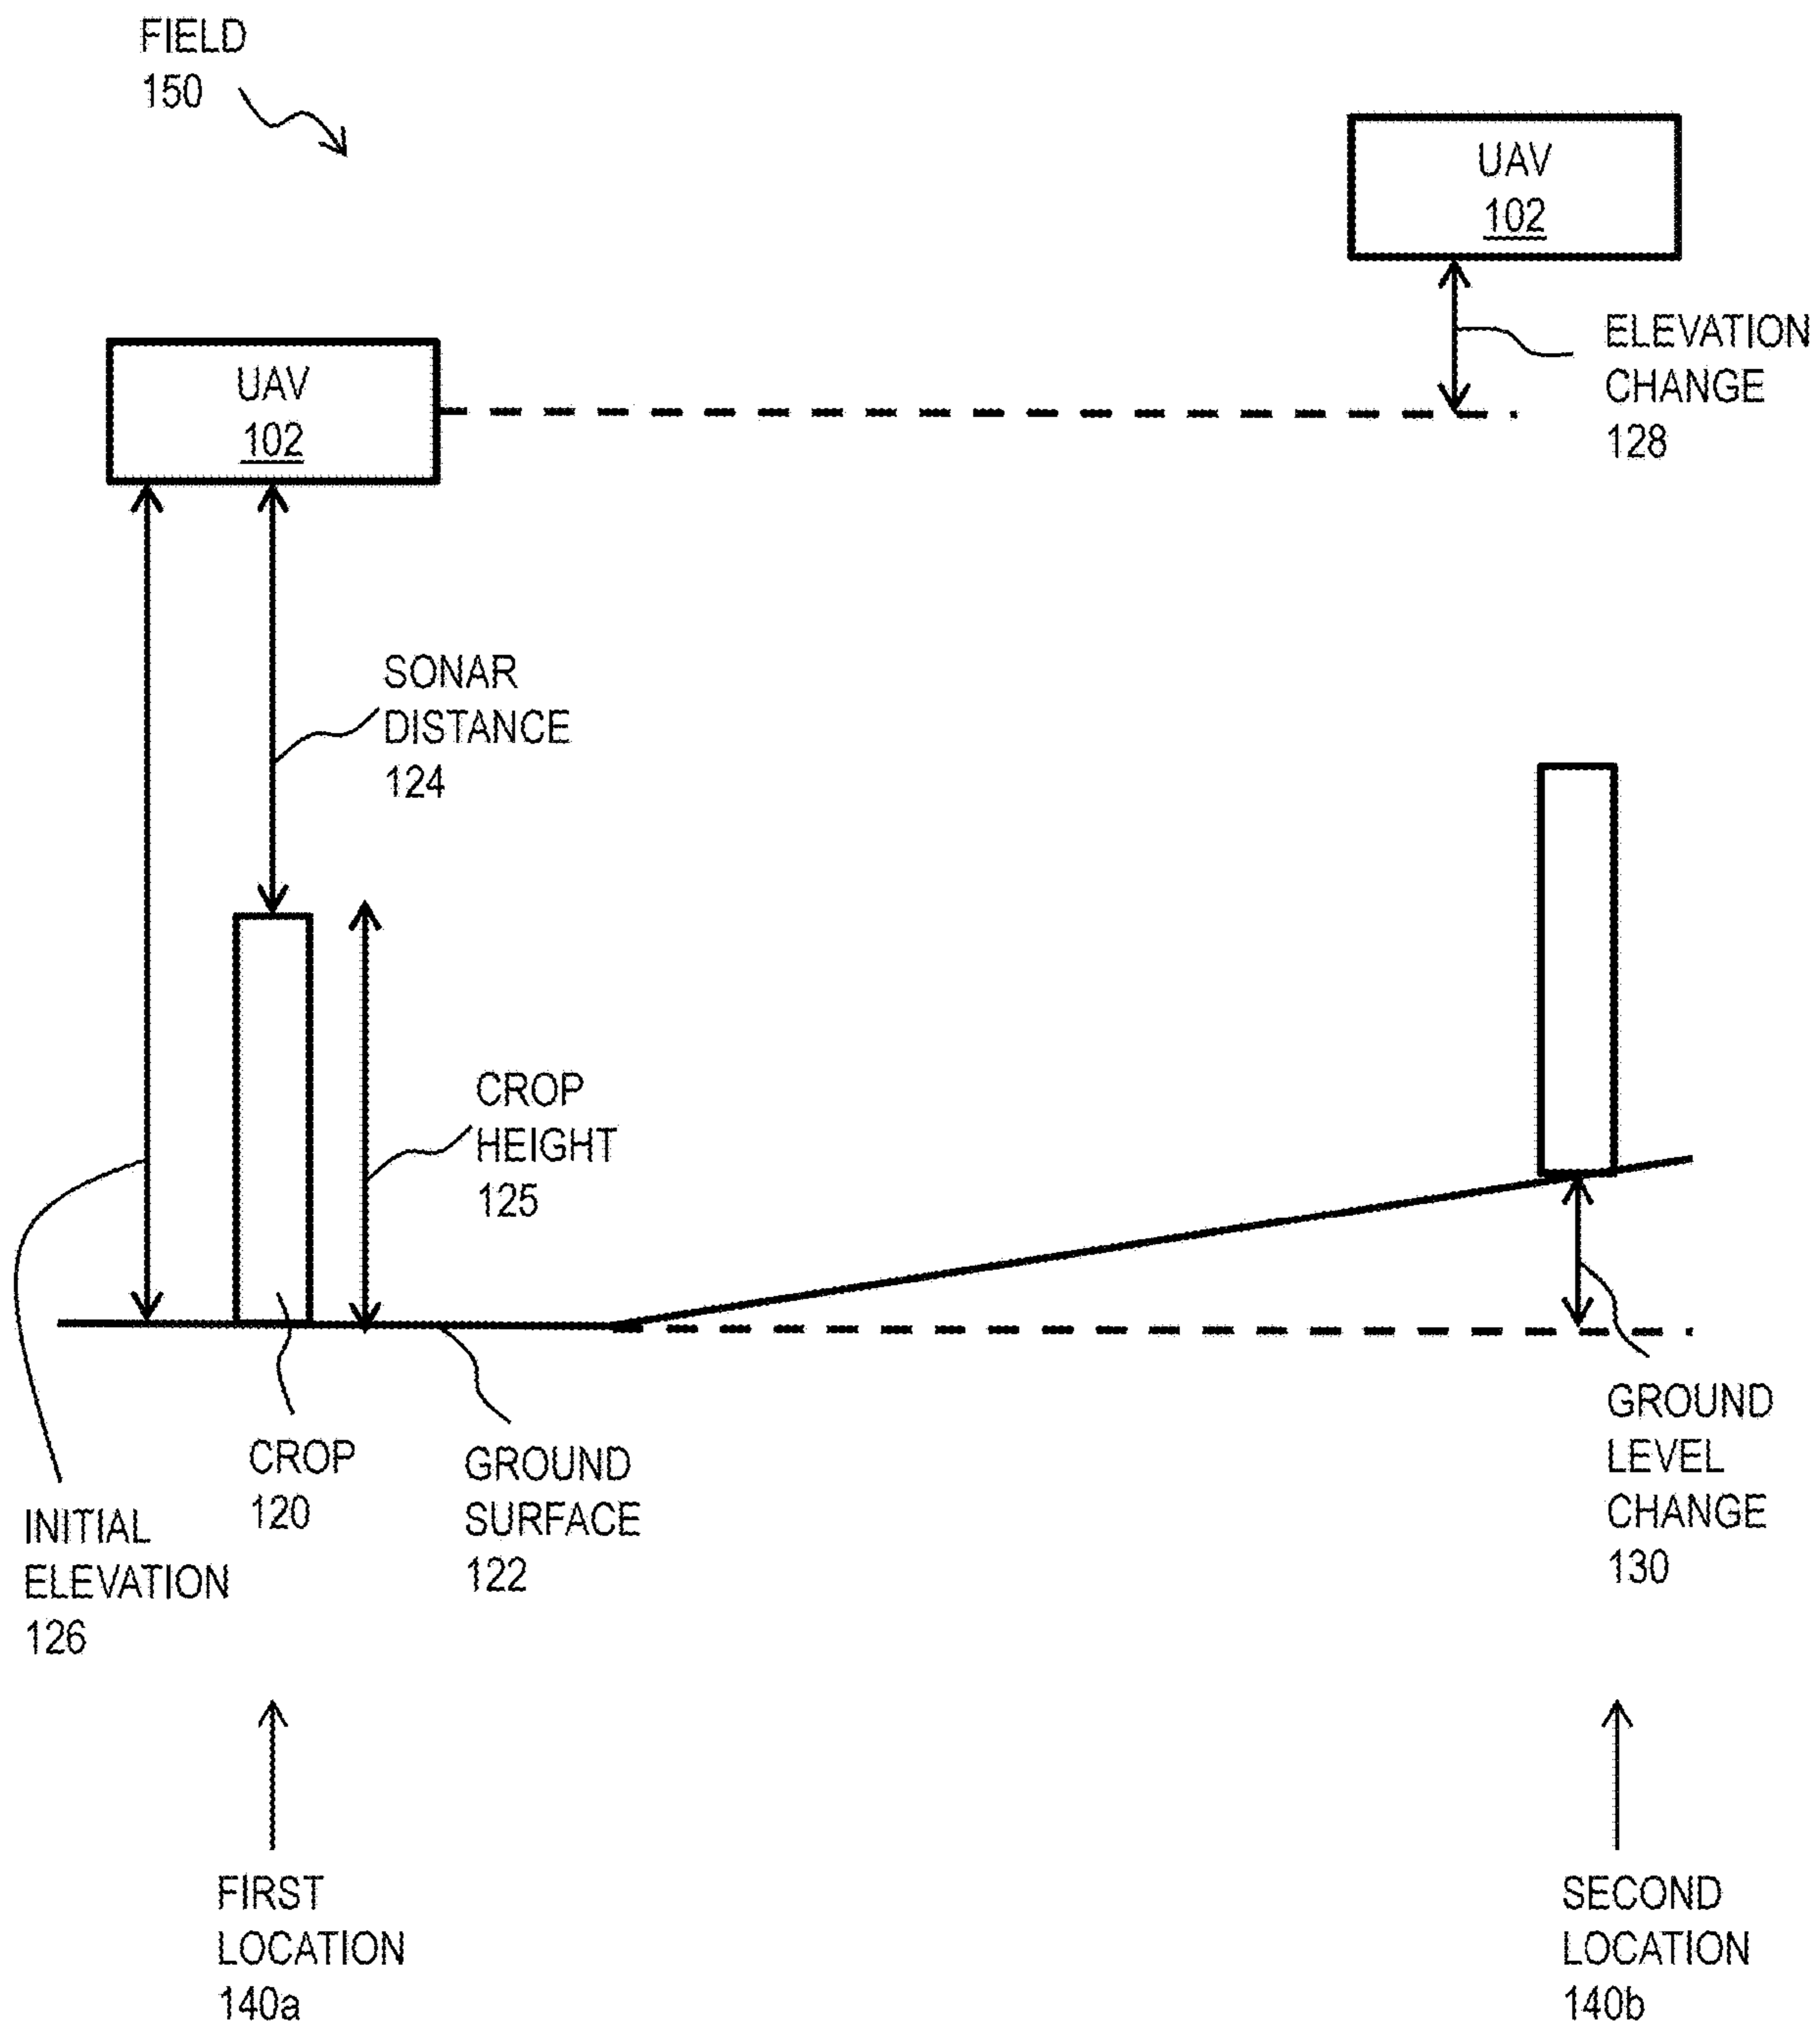 FIELD
150
UAV
102
ELEVATION
CHANGE
128
UAV
102
SONAR
DISTANCE
124
CROP
HEIGHT
125
CROP
120
GROUND
SURFACE
122
INITIAL
ELEVATION
126
GROUND
LEVEL
CHANGE
130
FIRST
LOCATION
140a
SECOND
LOCATION
140b